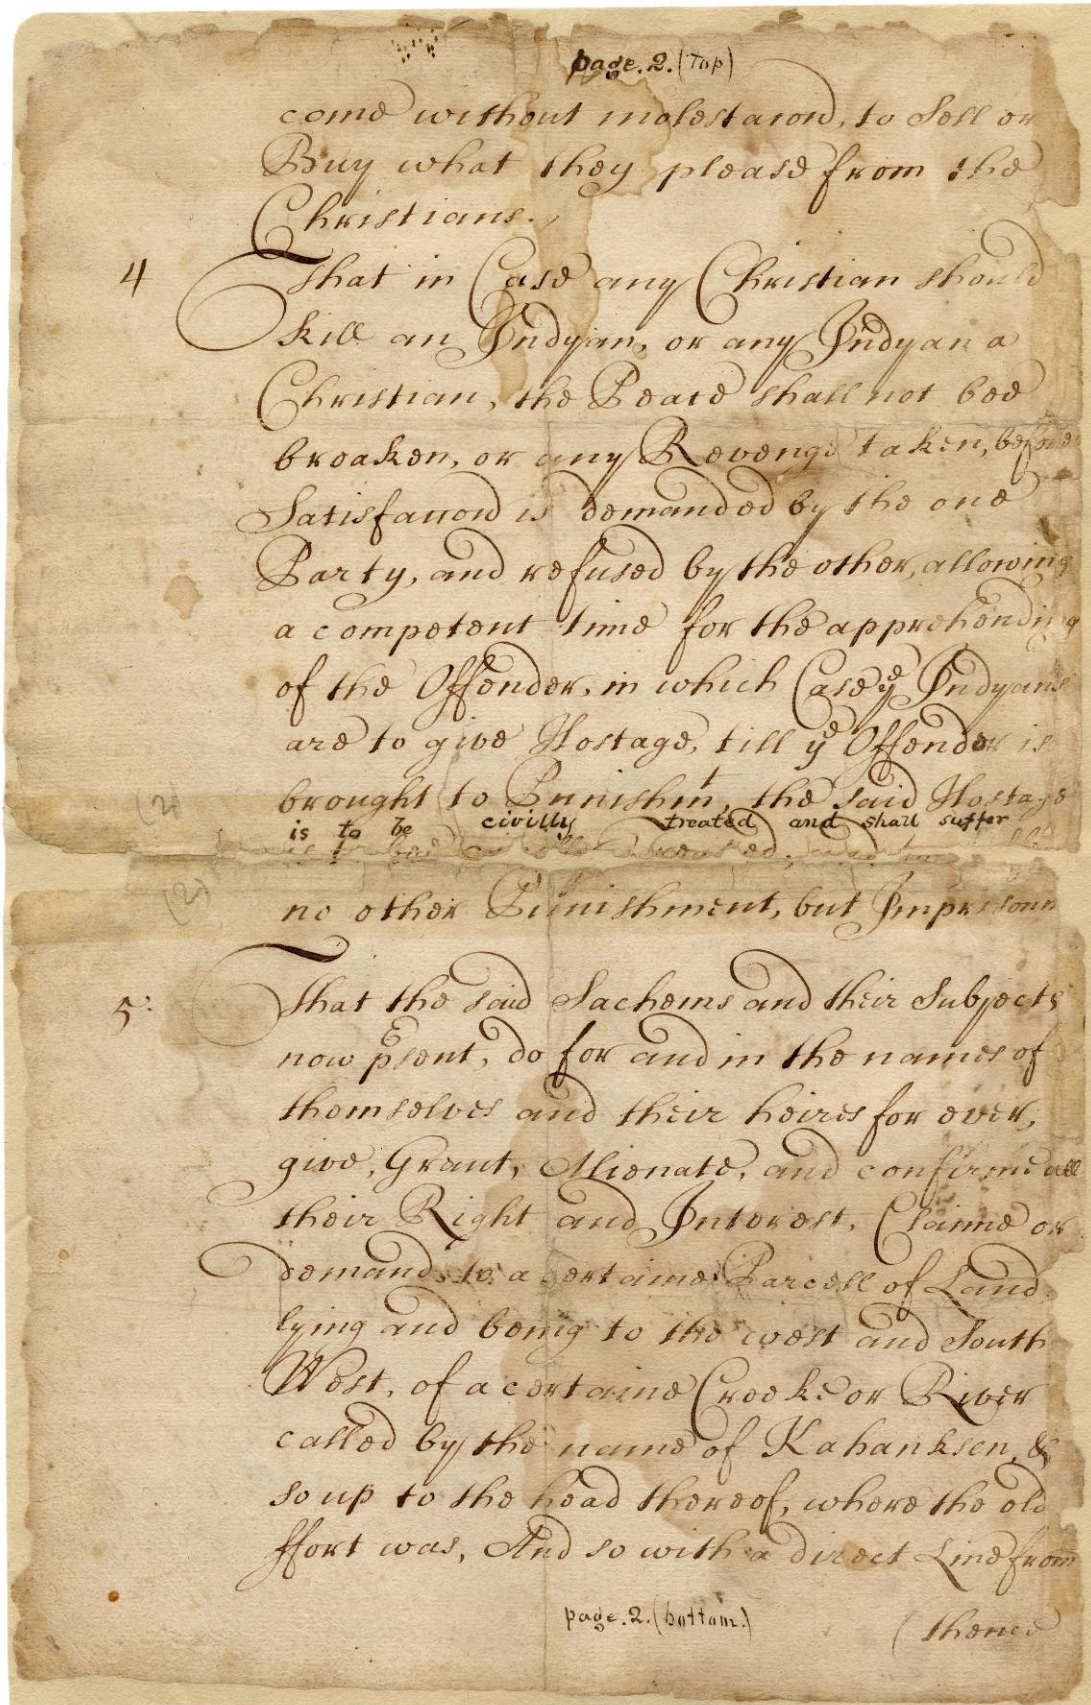 page. 2. (Top)
come without molestacon, to Sell or
Buy what they please from the
Christians.
4 That in Case any Christian should
kill an Indyan, or any Indyan a
Christian, the Peace shall not bee
broaken, or any Revenge taken, before
Satisfaccon is demanded by the one
Party, and refused by the other, allowing
a competent time for the apprehending
of the Offender, in which Case yᵉ Indyans
are to give Hostage, till yᵉ Offender is
brought to Punishmᵗ, the said Hostage
is to be civilly treated and shall suffer
(2)
(2)
no other Punishment, but Imprisonm
5: That the said Sachems and their Subjects
now pꝰsent, do for and in the names of
themselves and their heires for ever,
give, Grant, Alienate, and confirme all
their Right and Interest, Claime or
demand, to a certaine Parcell of Land,
lying and being to the west and South
West, of a certaine Creeke or River
called by the name of Kahanksen, &
so up to the head thereof, where the old
ffort was, And so with a direct Line from
page. 2. (bottom.)
(thence